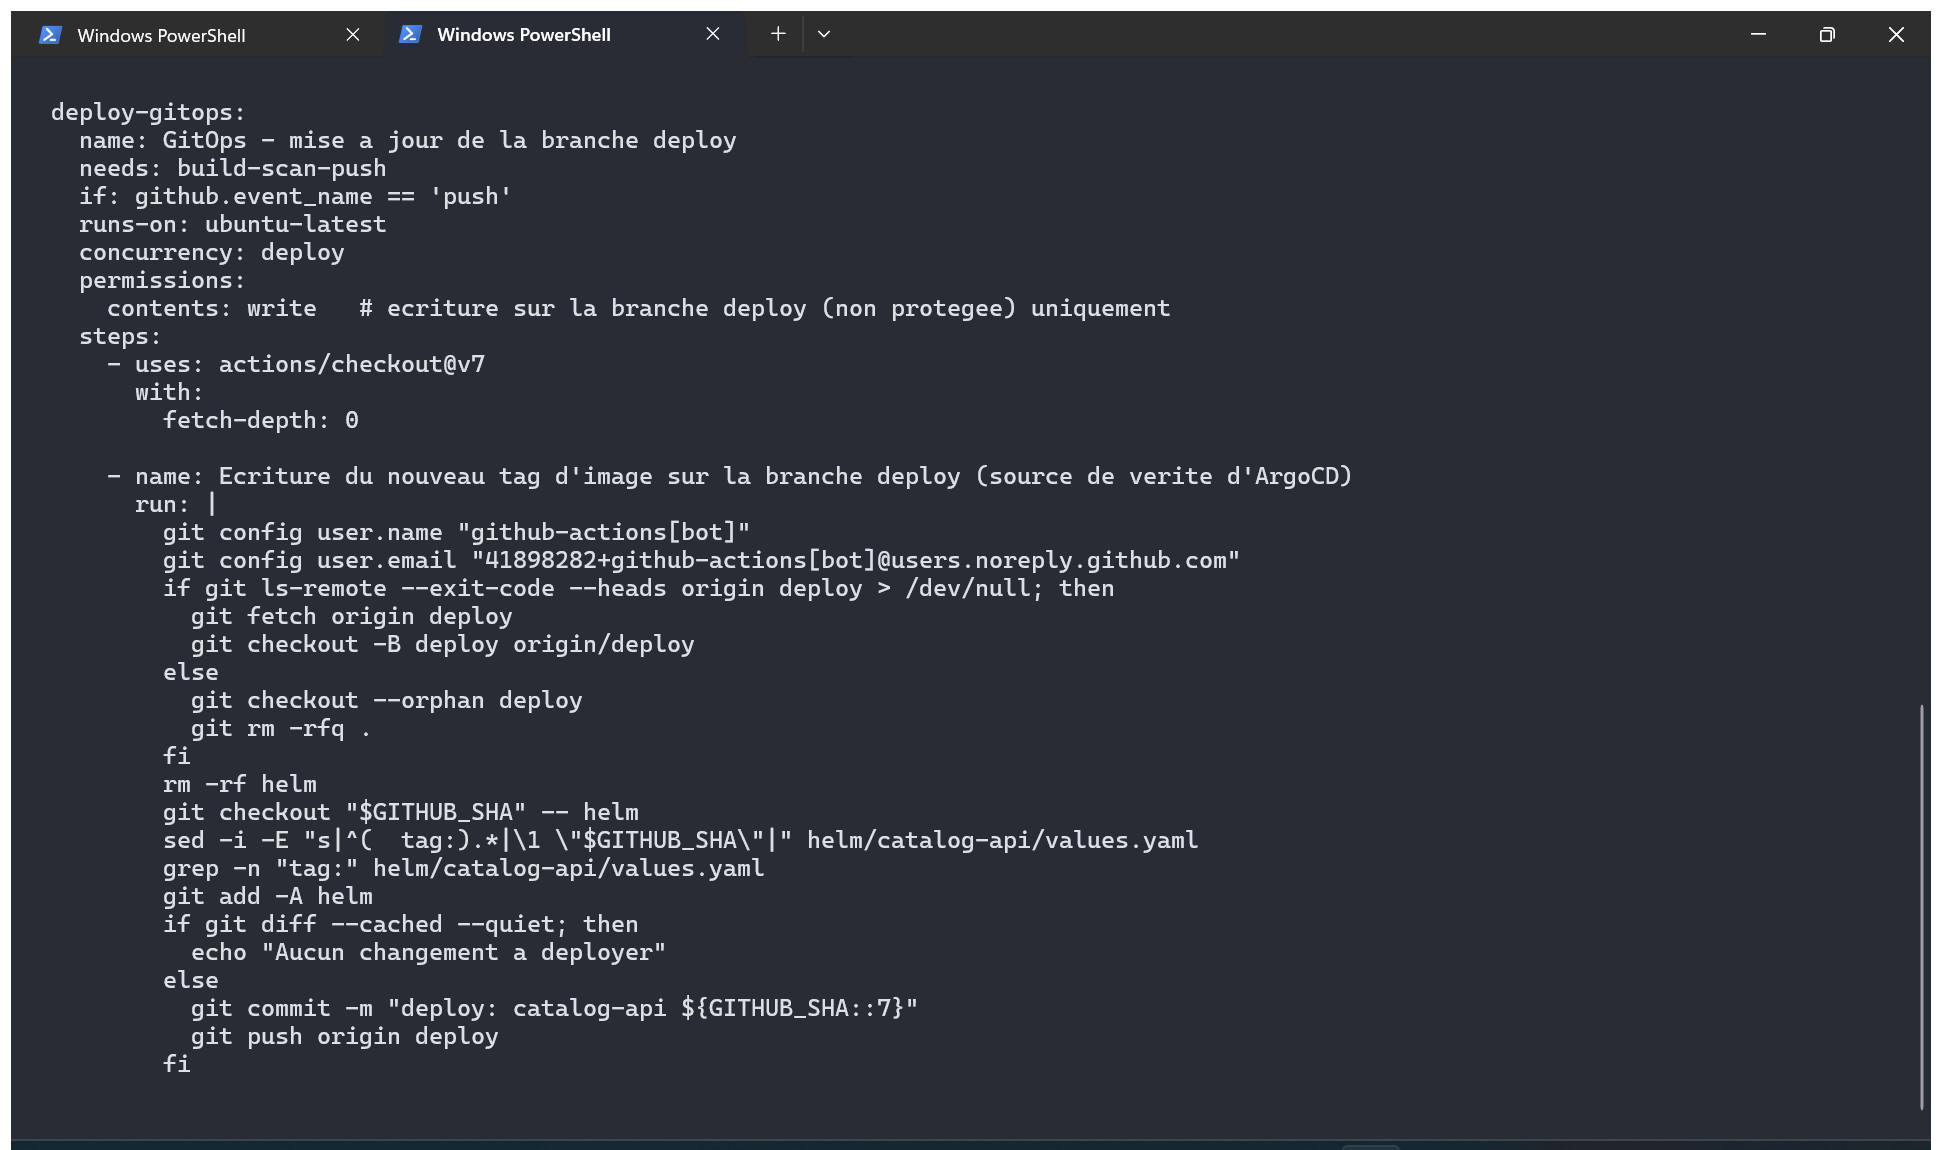 Windows PowerShell
Windows PowerShell
deploy-gitops:
  name: GitOps - mise a jour de la branche deploy
  needs: build-scan-push
  if: github.event_name == 'push'
  runs-on: ubuntu-latest
  concurrency: deploy
  permissions:
    contents: write   # ecriture sur la branche deploy (non protegee) uniquement
  steps:
    - uses: actions/checkout@v7
      with:
        fetch-depth: 0

    - name: Ecriture du nouveau tag d'image sur la branche deploy (source de verite d'ArgoCD)
      run: |
        git config user.name "github-actions[bot]"
        git config user.email "41898282+github-actions[bot]@users.noreply.github.com"
        if git ls-remote --exit-code --heads origin deploy > /dev/null; then
          git fetch origin deploy
          git checkout -B deploy origin/deploy
        else
          git checkout --orphan deploy
          git rm -rfq .
        fi
        rm -rf helm
        git checkout "$GITHUB_SHA" -- helm
        sed -i -E "s|^(  tag:).*|\1 \"$GITHUB_SHA\"|" helm/catalog-api/values.yaml
        grep -n "tag:" helm/catalog-api/values.yaml
        git add -A helm
        if git diff --cached --quiet; then
          echo "Aucun changement a deployer"
        else
          git commit -m "deploy: catalog-api ${GITHUB_SHA::7}"
          git push origin deploy
        fi